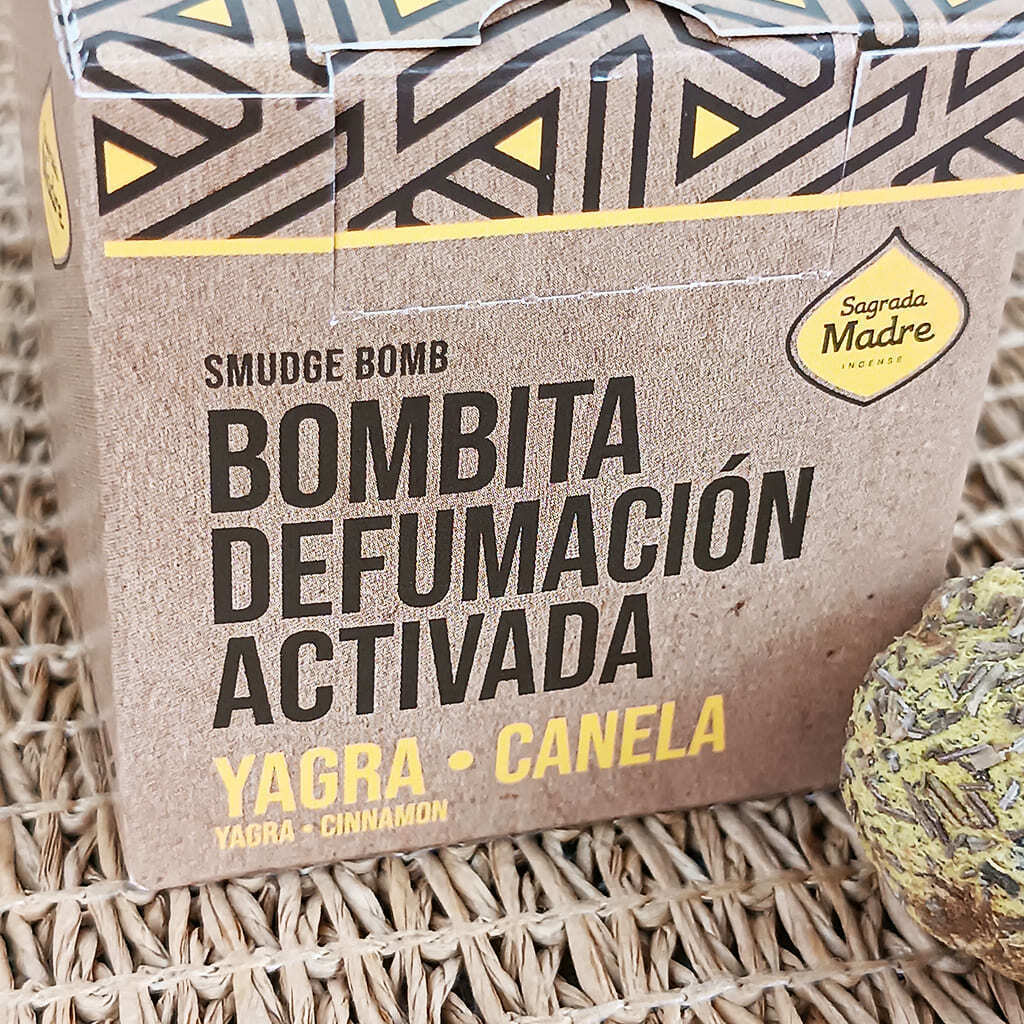 Sagrada
Madre
INCENSE
SMUDGE BOMB
BOMBITA
DEFUMACIÓN
ACTIVADA
YAGRA • CANELA
YAGRA • CINNAMON